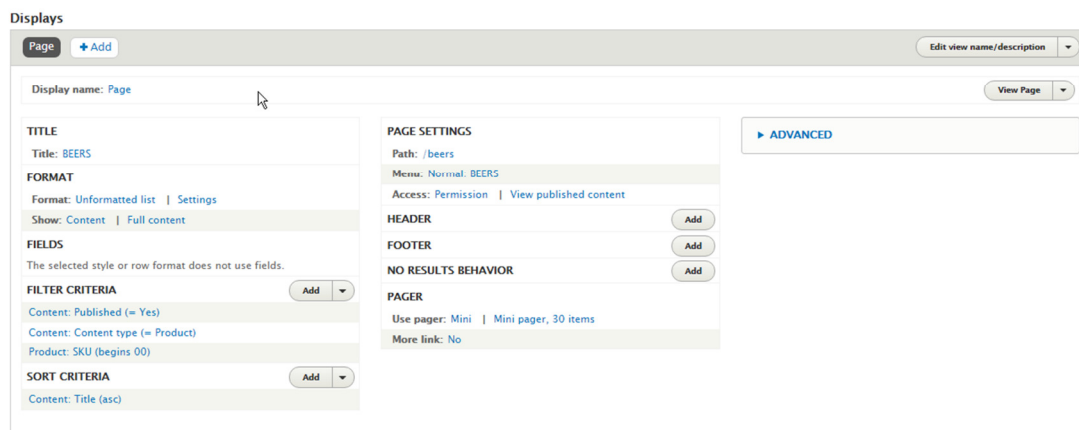 Displays
Page + Add Edit view name/description
Display name: Page View Page
TITLE
Title: BEERS
FORMAT
Format: Unformatted list | Settings
Show: Content | Full content
FIELDS
The selected style or row format does not use fields.
FILTER CRITERIA Add
Content: Published (= Yes)
Content: Content type (= Product)
Product: SKU (begins 00)
SORT CRITERIA Add
Content: Title (asc)
PAGE SETTINGS
Path: /beers
Menu: Normal: BEERS
Access: Permission | View published content
HEADER Add
FOOTER Add
NO RESULTS BEHAVIOR Add
PAGER
Use pager: Mini | Mini pager, 30 items
More link: No
ADVANCED